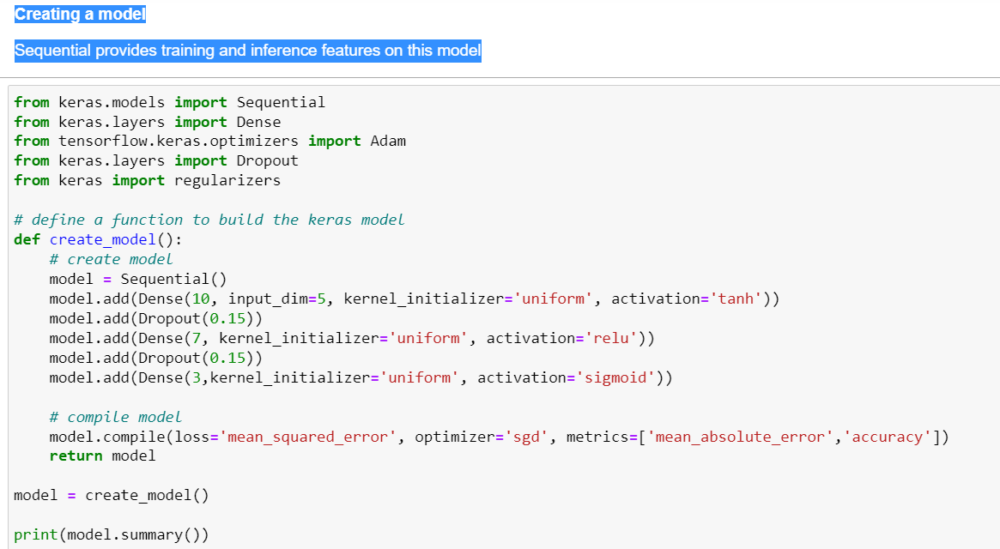 Creating a model
Sequential provides training and inference features on this model
from keras.models import Sequential
from keras.layers import Dense
from tensorflow.keras.optimizers import Adam
from keras.layers import Dropout
from keras import regularizers
# define a function to build the keras model
def create_model():
    # create model
    model = Sequential()
    model.add(Dense(10, input_dim=5, kernel_initializer='uniform', activation='tanh'))
    model.add(Dropout(0.15))
    model.add(Dense(7, kernel_initializer='uniform', activation='relu'))
    model.add(Dropout(0.15))
    model.add(Dense(3,kernel_initializer='uniform', activation='sigmoid'))
    # compile model
    model.compile(loss='mean_squared_error', optimizer='sgd', metrics=['mean_absolute_error','accuracy'])
    return model
model = create_model()
print(model.summary())